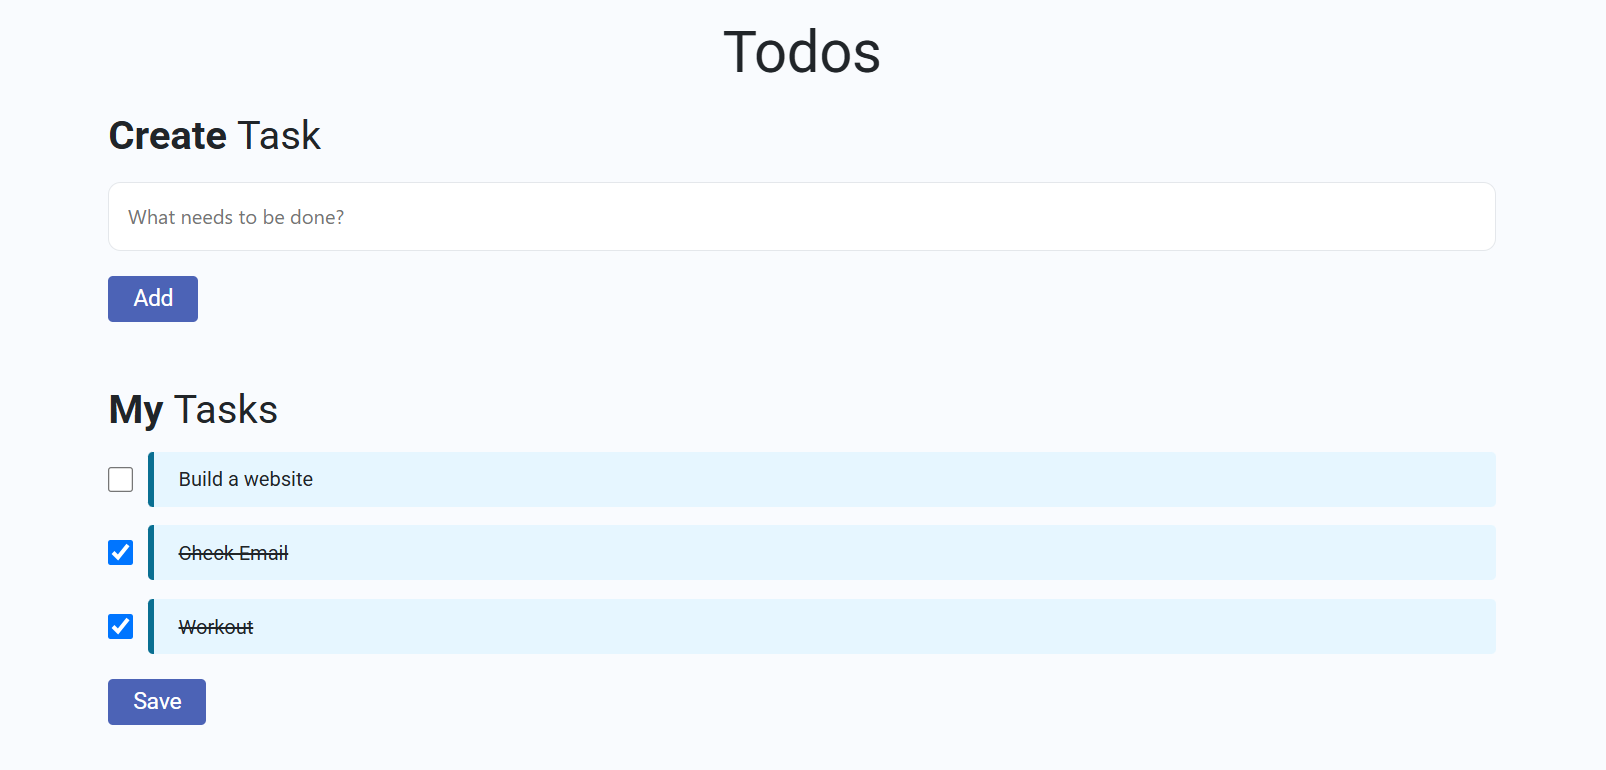 Todos
Create Task
What needs to be done?
Add
My Tasks
Build a website
Check Email
Workout
Save